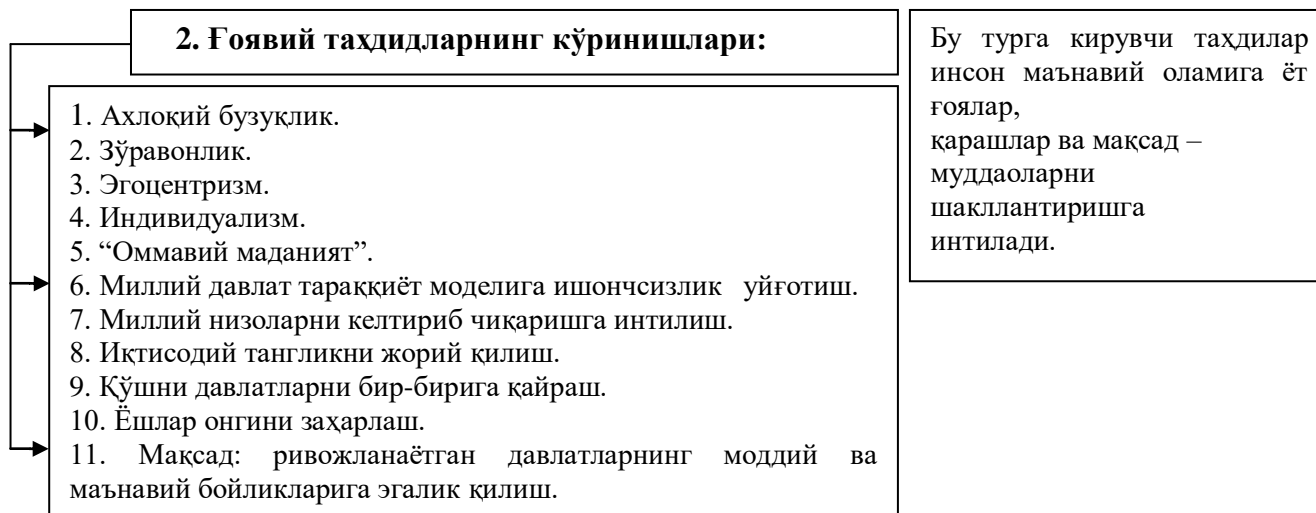 2. Ғоявий таҳдидларнинг кўринишлари:
1. Ахлоқий бузуқлик.
2. Зўравонлик.
3. Эгоцентризм.
4. Индивидуализм.
5. “Оммавий маданият”.
6. Миллий давлат тараққиёт моделига ишончсизлик уйғотиш.
7. Миллий низоларни келтириб чиқаришга интилиш.
8. Иқтисодий тангликни жорий қилиш.
9. Қўшни давлатларни бир-бирига қайраш.
10. Ёшлар онгини заҳарлаш.
11. Мақсад: ривожланаётган давлатларнинг моддий ва
маънавий бойликларига эгалик қилиш.
Бу турга кирувчи таҳдилар
инсон маънавий оламига ёт
ғоялар,
қарашлар ва мақсад –
муддаоларни
шакллантиришга
интилади.